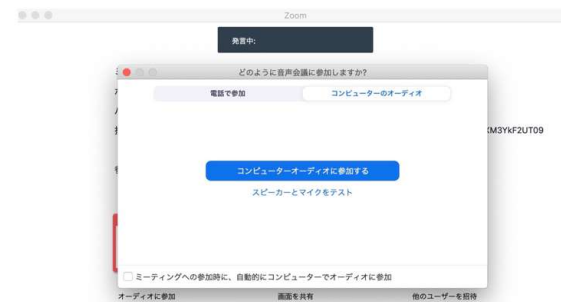 Zoom
発言中:
どのように音声会議に参加しますか?
電話で参加
コンピューターのオーディオ
XM3YkF2UT09
コンピューターオーディオに参加する
スピーカーとマイクをテスト
ミーティングへの参加時に、自動的にコンピューターでオーディオに参加
オーディオに参加
画面を共有
他のユーザーを招待